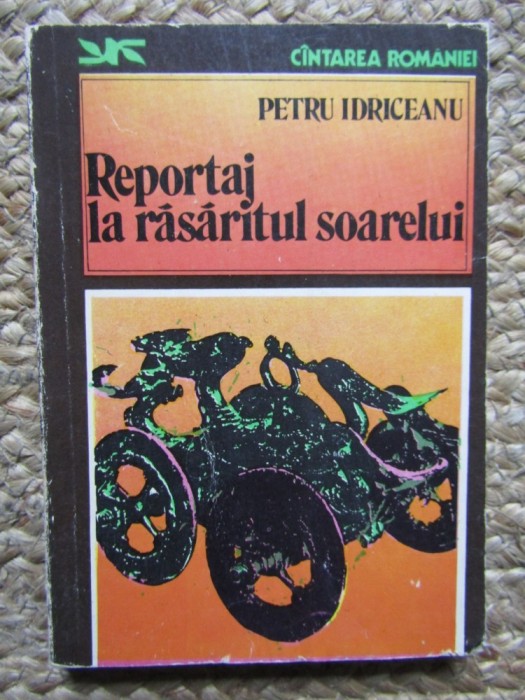 CÎNTAREA ROMÂNIEI
PETRU IDRICEANU
Reportaj
la răsăritul soarelui